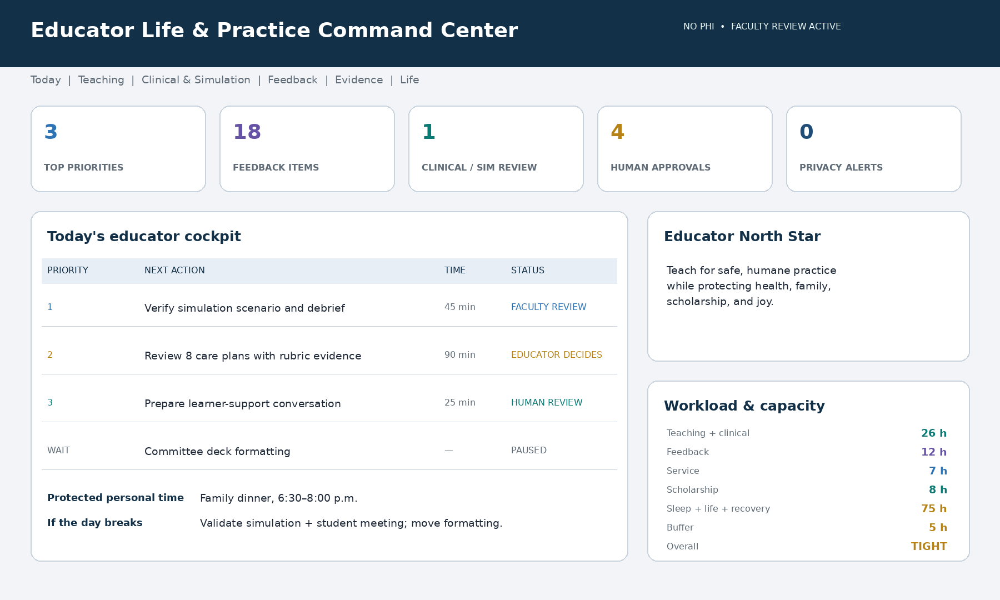 Educator Life & Practice Command Center
NO PHI • FACULTY REVIEW ACTIVE
Today | Teaching | Clinical & Simulation | Feedback | Evidence | Life
3
TOP PRIORITIES
18
FEEDBACK ITEMS
1
CLINICAL / SIM REVIEW
4
HUMAN APPROVALS
0
PRIVACY ALERTS
Today's educator cockpit
PRIORITY NEXT ACTION TIME STATUS
1 Verify simulation scenario and debrief 45 min FACULTY REVIEW
2 Review 8 care plans with rubric evidence 90 min EDUCATOR DECIDES
3 Prepare learner-support conversation 25 min HUMAN REVIEW
WAIT Committee deck formatting — PAUSED
Protected personal time Family dinner, 6:30–8:00 p.m.
If the day breaks Validate simulation + student meeting; move formatting.
Educator North Star
Teach for safe, humane practice
while protecting health, family,
scholarship, and joy.
Workload & capacity
Teaching + clinical 26 h
Feedback 12 h
Service 7 h
Scholarship 8 h
Sleep + life + recovery 75 h
Buffer 5 h
Overall TIGHT